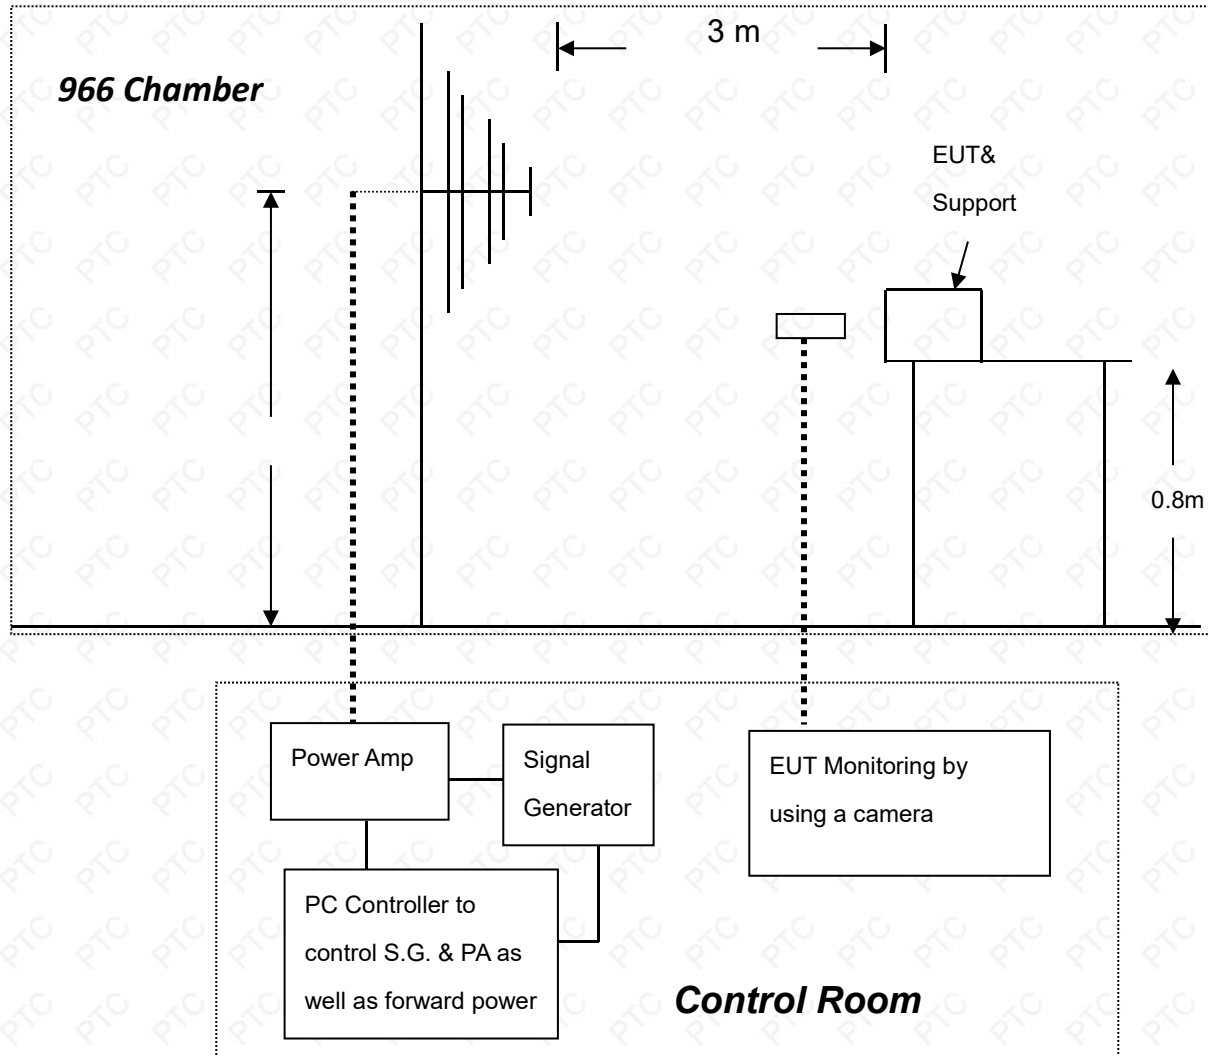 3 m
966 Chamber
EUT&
Support
0.8m
Power Amp
Signal
Generator
EUT Monitoring by
using a camera
PC Controller to
control S.G. & PA as
well as forward power
Control Room
PTC